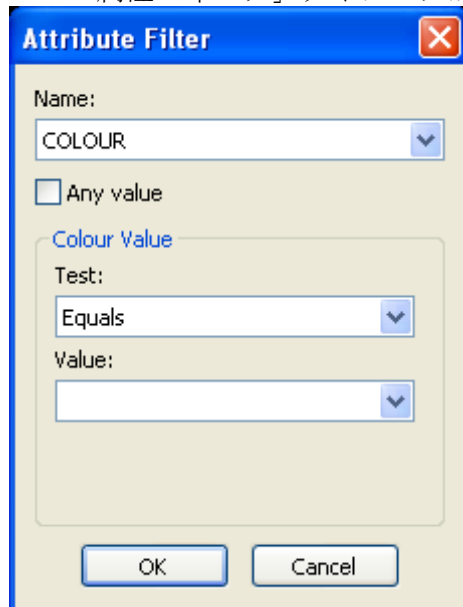 Attribute Filter
Name:
COLOUR
Any value
Colour Value
Test:
Equals
Value:
OK
Cancel